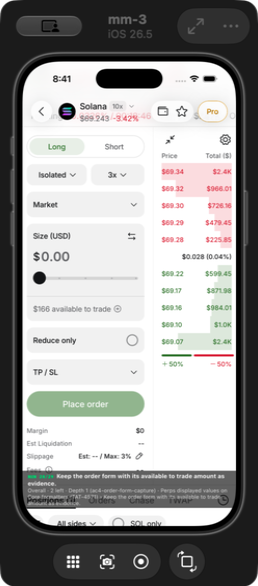 mm-3
iOS 26.5
8:41
Solana 10x
$69.243 -3.42%
Pro
Long Short
Isolated 3x
Market
Size (USD)
$0.00
$166 available to trade
Reduce only
TP / SL
Place order
Margin $0
Est Liquidation --
Slippage Est: -- / Max: 3%
Fees
Price Total ($)
$69.34 $2.4K
$69.32 $966.01
$69.30 $726.16
$69.29 $479.45
$69.28 $225.85
$0.028 (0.04%)
$69.22 $599.45
$69.17 $871.98
$69.16 $984.01
$69.10 $1.0K
$69.07 $2.4K
+ 50% − 50%
Keep the order form with its available to trade amount as evidence.
All sides SOL only